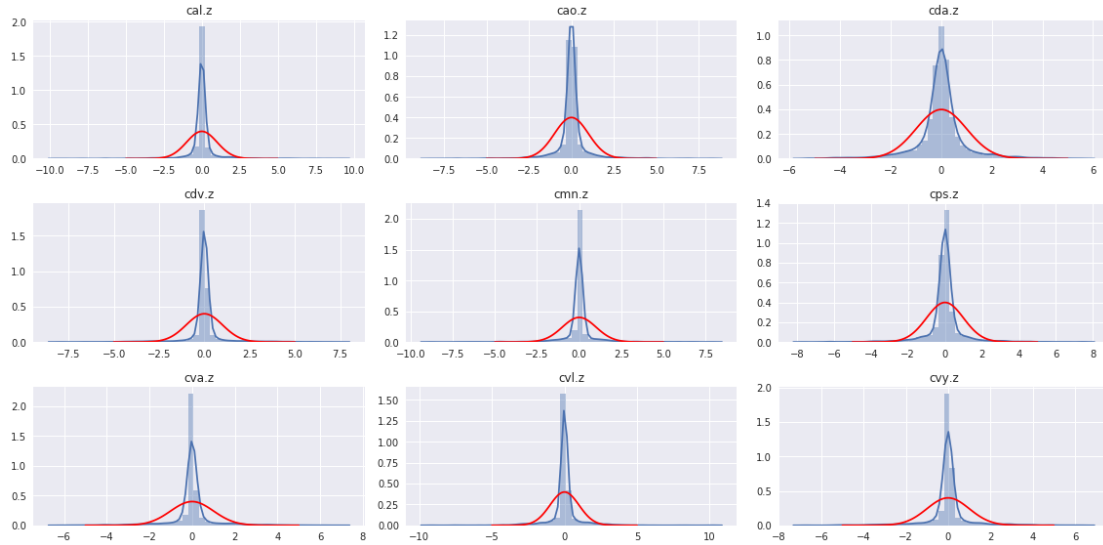 cal.z cao.z cda.z
2.0 1.5 1.0 0.5 0.0
1.2 1.0 0.8 0.6 0.4 0.2 0.0
1.0 0.8 0.6 0.4 0.2 0.0
−10.0 −7.5 −5.0 −2.5 0.0 2.5 5.0 7.5 10.0
−7.5 −5.0 −2.5 0.0 2.5 5.0 7.5
−6 −4 −2 0 2 4 6
cdv.z cmn.z cps.z
1.5 1.0 0.5 0.0
2.0 1.5 1.0 0.5 0.0
1.4 1.2 1.0 0.8 0.6 0.4 0.2 0.0
−7.5 −5.0 −2.5 0.0 2.5 5.0 7.5
−10.0 −7.5 −5.0 −2.5 0.0 2.5 5.0 7.5
−8 −6 −4 −2 0 2 4 6 8
cva.z cvl.z cvy.z
2.0 1.5 1.0 0.5 0.0
1.50 1.25 1.00 0.75 0.50 0.25 0.00
2.0 1.5 1.0 0.5 0.0
−6 −4 −2 0 2 4 6 8
−10 −5 0 5 10
−8 −6 −4 −2 0 2 4 6